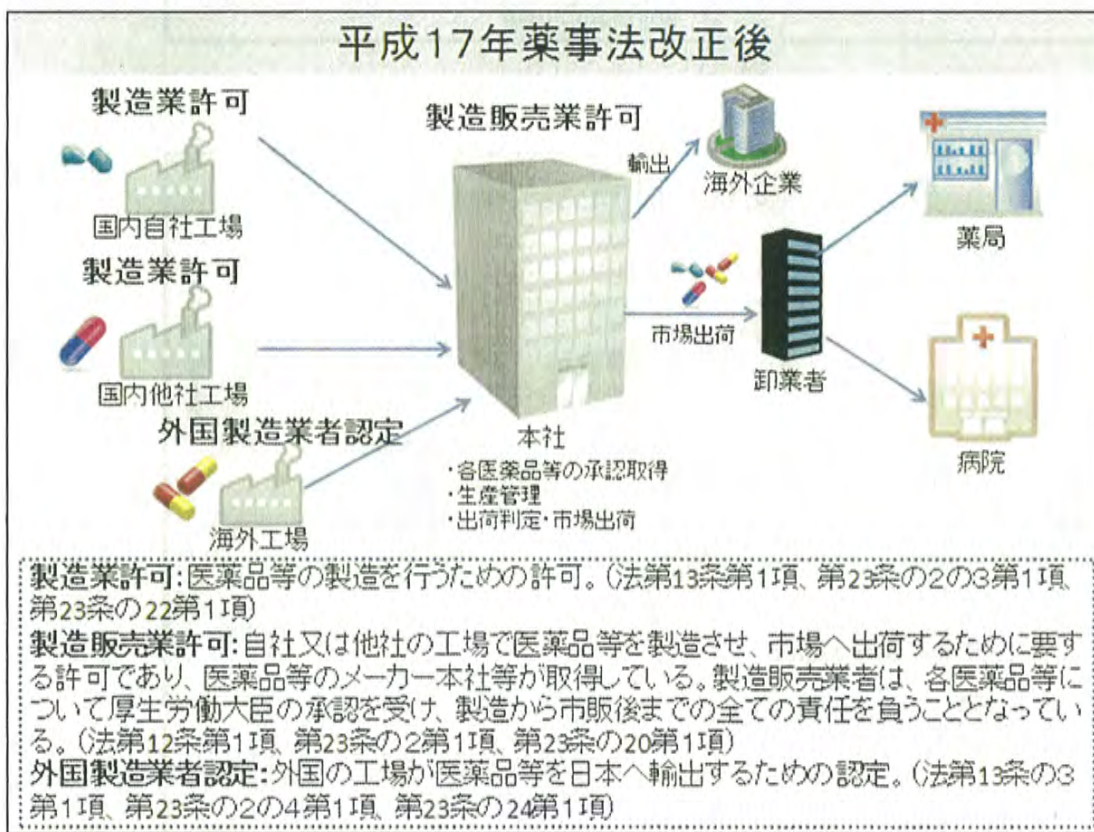 平成17年薬事法改正後
製造業許可
国内自社工場
製造業許可
国内他社工場
外国製造業者認定
海外工場
製造販売業許可
本社
・各医薬品等の承認取得
・生産管理
・出荷判定・市場出荷
輸出
海外企業
市場出荷
卸業者
薬局
病院
製造業許可:医薬品等の製造を行うための許可。(法第13条第1項、第23条の2の3第1項、
第23条の22第1項)
製造販売業許可:自社又は他社の工場で医薬品等を製造させ、市場へ出荷するために要す
る許可であり、医薬品等のメーカー本社等が取得している。製造販売業者は、各医薬品等に
ついて厚生労働大臣の承認を受け、製造から市販後までの全ての責任を負うこととなってい
る。(法第12条第1項、第23条の2第1項、第23条の20第1項)
外国製造業者認定:外国の工場が医薬品等を日本へ輸出するための認定。(法第13条の3
第1項、第23条の2の4第1項、第23条の24第1項)